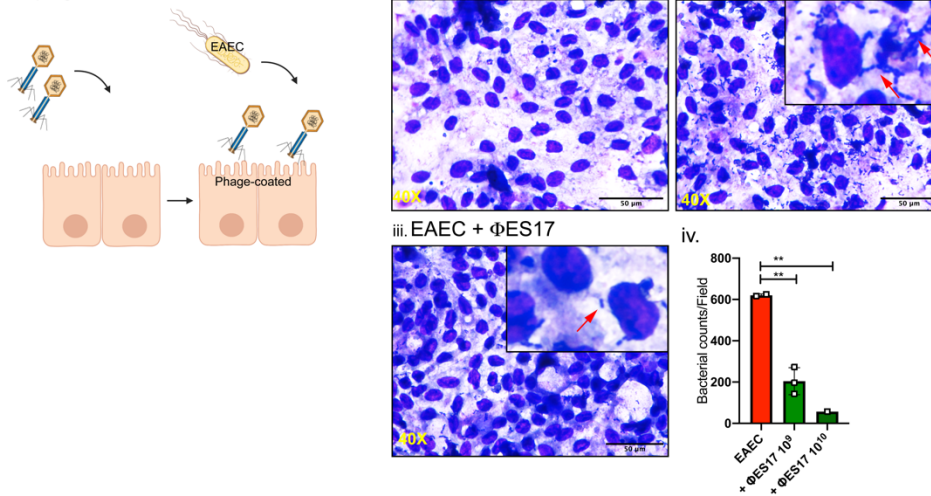 EAEC
Phage-coated
40X
50 µm
40X
50 µm
iii. EAEC + ΦES17
40X
50 µm
iv.
Bacterial counts/Field
800
600
400
200
0
**
**
EAEC
+ ΦES17 10⁹
+ ΦES17 10¹⁰